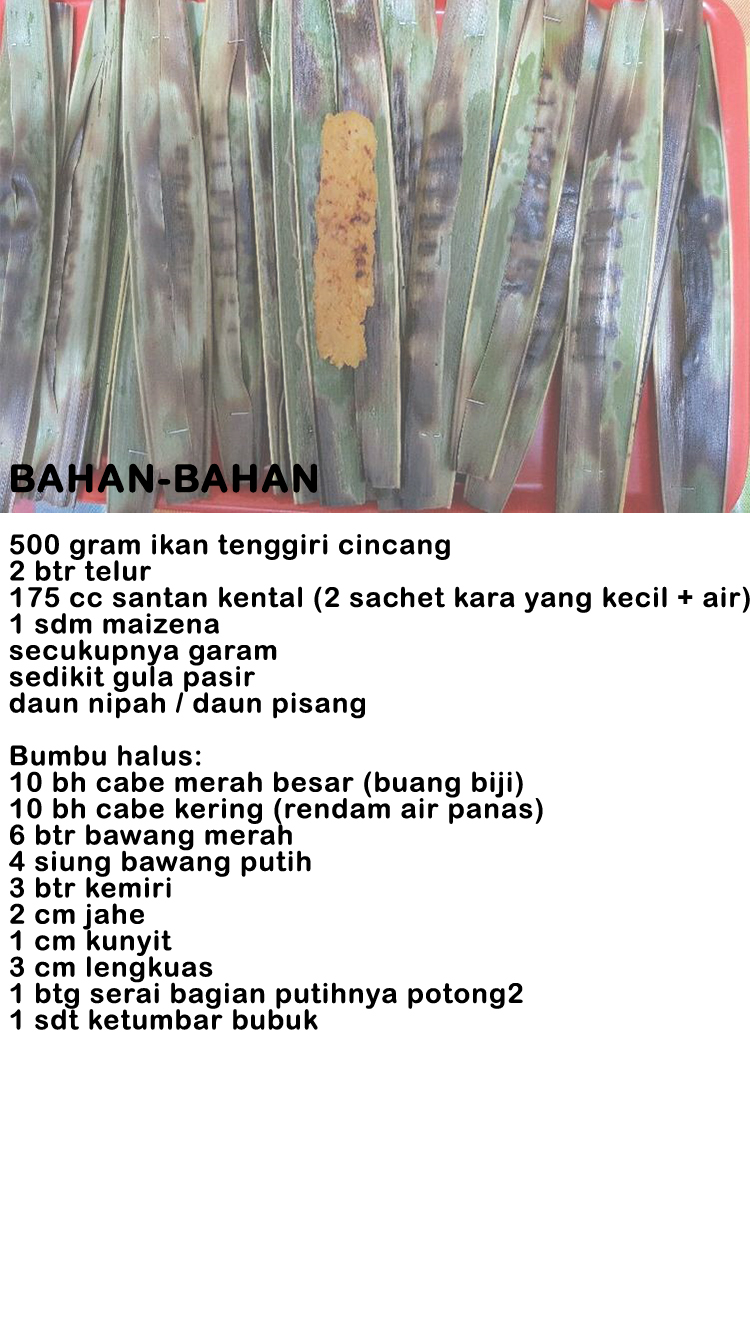 BAHAN-BAHAN
500 gram ikan tenggiri cincang
2 btr telur
175 cc santan kental (2 sachet kara yang kecil + air)
1 sdm maizena
secukupnya garam
sedikit gula pasir
daun nipah / daun pisang
Bumbu halus:
10 bh cabe merah besar (buang biji)
10 bh cabe kering (rendam air panas)
6 btr bawang merah
4 siung bawang putih
3 btr kemiri
2 cm jahe
1 cm kunyit
3 cm lengkuas
1 btg serai bagian putihnya potong2
1 sdt ketumbar bubuk